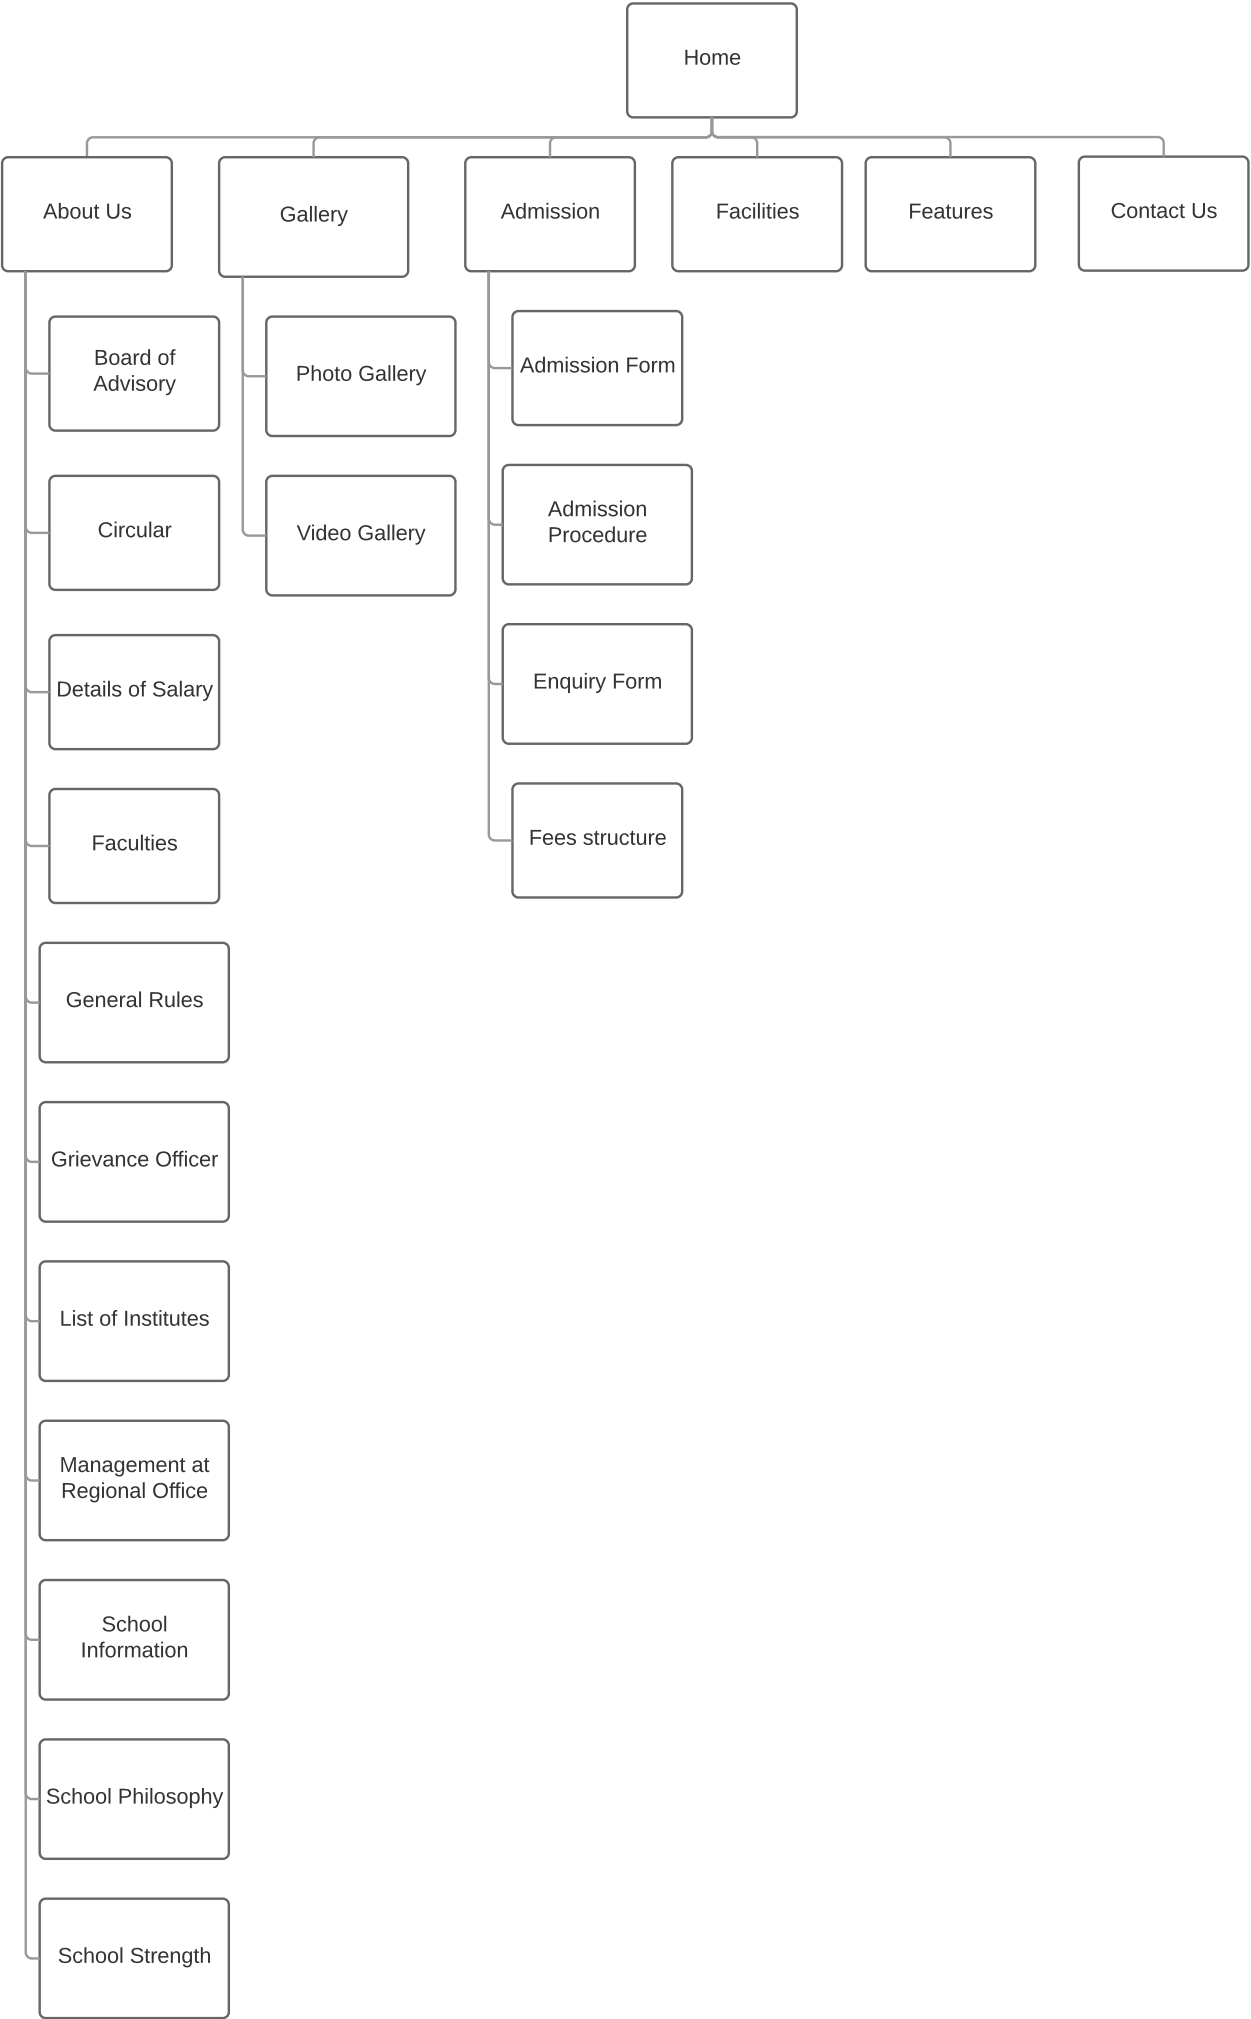 Home
About Us
Gallery
Admission
Facilities
Features
Contact Us
Board of
Advisory
Circular
Details of Salary
Faculties
General Rules
Grievance Officer
List of Institutes
Management at
Regional Office
School
Information
School Philosophy
School Strength
Photo Gallery
Video Gallery
Admission Form
Admission
Procedure
Enquiry Form
Fees structure